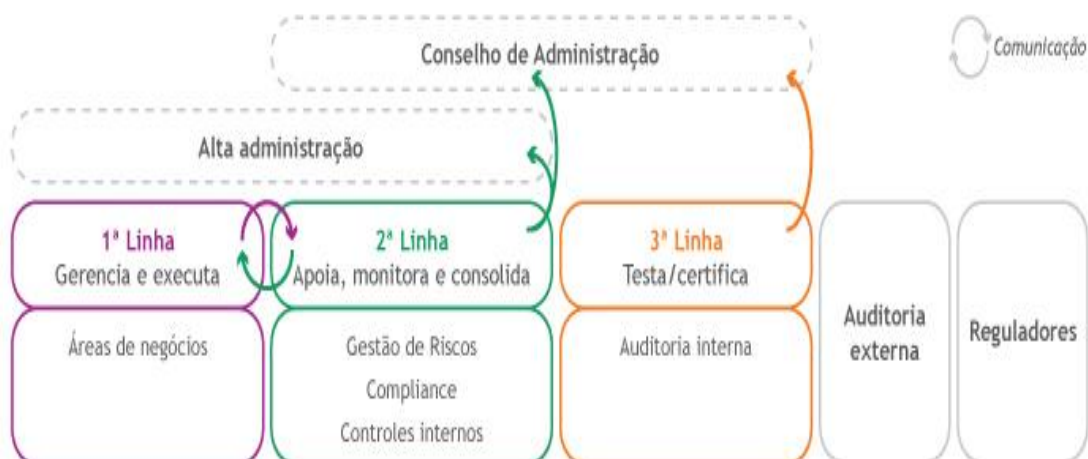 Conselho de Administração
Comunicação
Alta administração
1ª Linha
Gerencia e executa
2ª Linha
Apoia, monitora e consolida
3ª Linha
Testa/certifica
Áreas de negócios
Gestão de Riscos
Compliance
Controles internos
Auditoria interna
Auditoria
externa
Reguladores